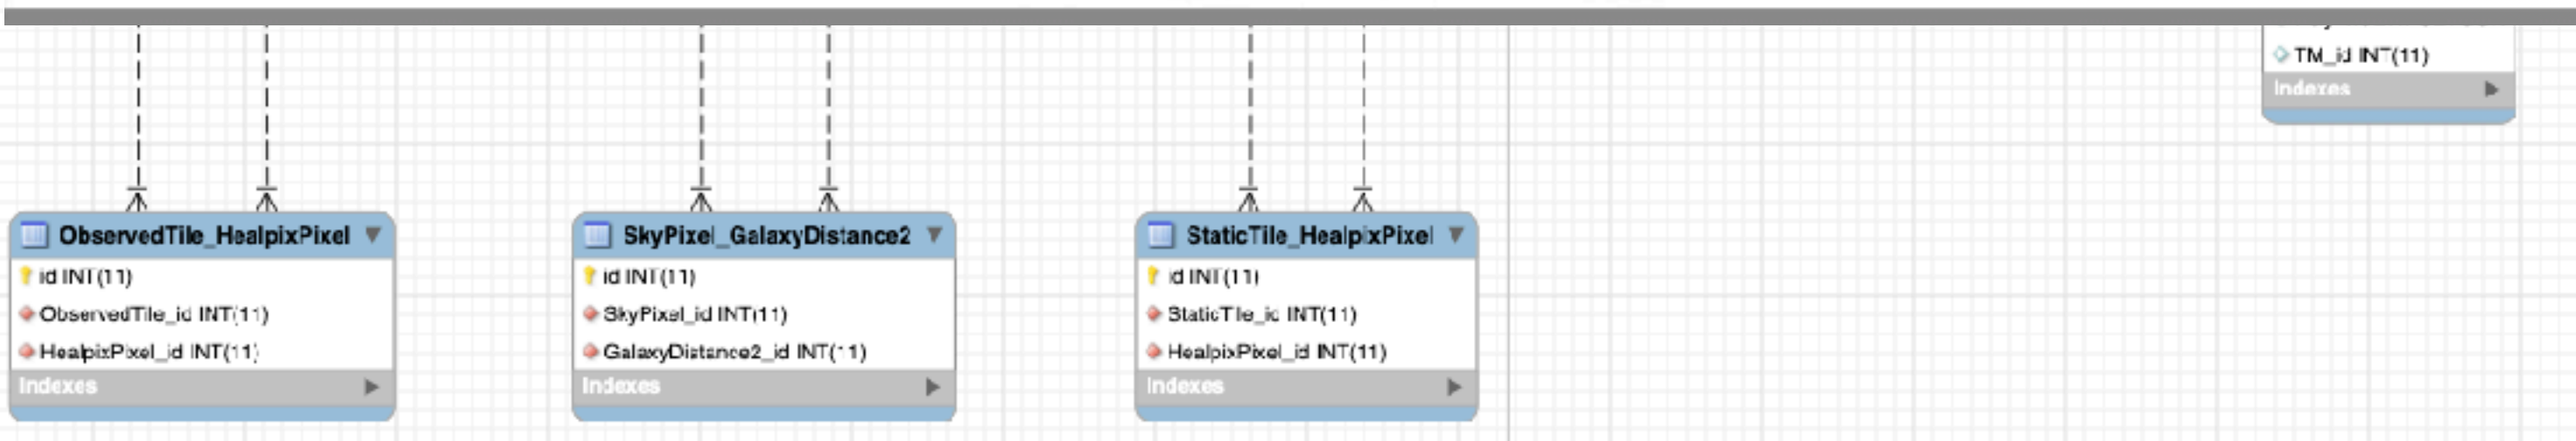 TM_id INT(11)
Indexes
ObservedTile_HealpixPixel
id INT(11)
ObservedTile_id INT(11)
HealpixPixel_id INT(11)
Indexes
SkyPixel_GalaxyDistance2
id INT(11)
SkyPixel_id INT(11)
GalaxyDistance2_id INT(11)
Indexes
StaticTile_HealpixPixel
id INT(11)
StaticTile_id INT(11)
HealpixPixel_id INT(11)
Indexes